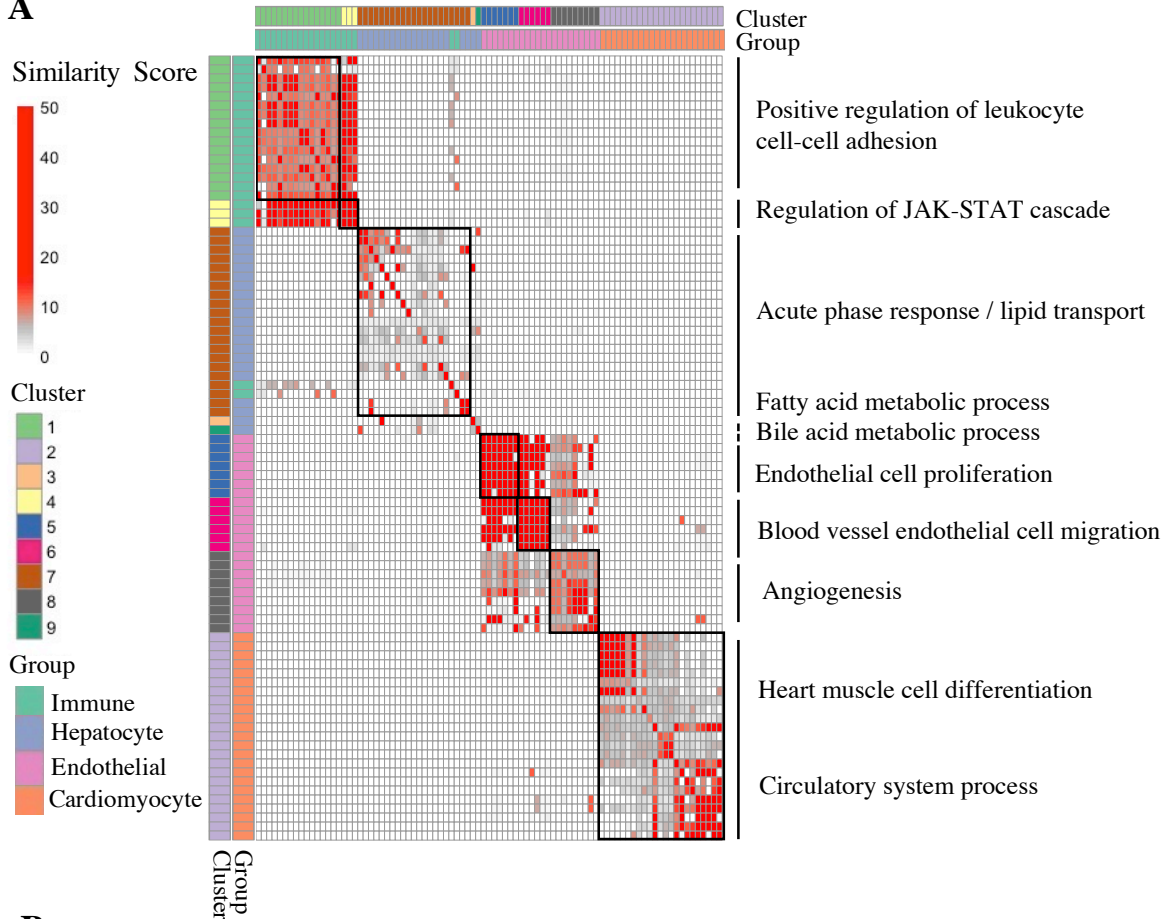 A
Cluster
Group
Similarity Score
50
40
30
20
10
0
Cluster
1
2
3
4
5
6
7
8
9
Group
Immune
Hepatocyte
Endothelial
Cardiomyocyte
Positive regulation of leukocyte
cell-cell adhesion
Regulation of JAK-STAT cascade
Acute phase response / lipid transport
Fatty acid metabolic process
Bile acid metabolic process
Endothelial cell proliferation
Blood vessel endothelial cell migration
Angiogenesis
Heart muscle cell differentiation
Circulatory system process
Group
Cluster